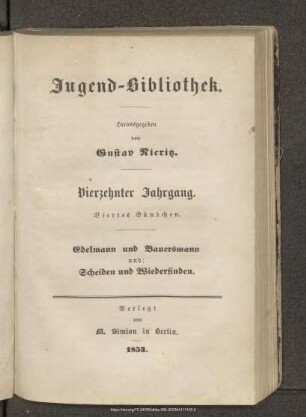 Jugend-Bibliothek.
Herausgegeben
von
Gustav Nieritz.
Vierzehnter Jahrgang.
Viertes Bändchen.
Edelmann und Bauersmann
und:
Scheiden und Wiederfinden.
Verlegt
von
M. Simion in Berlin.
1853.